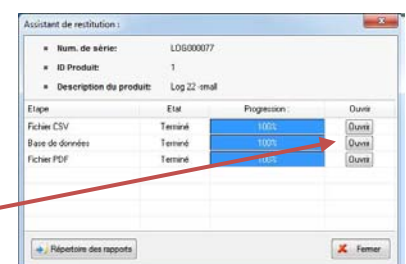 Assistant de restitution :
Num. de série: LOG000077
ID Produit: 1
Description du produit: Log 22 -small
Etape Etat Progression : Ouvrir
Fichier CSV Terminé 100% Ouvrir
Base de données Terminé 100% Ouvrir
Fichier PDF Terminé 100% Ouvrir
Répertoire des rapports Fermer